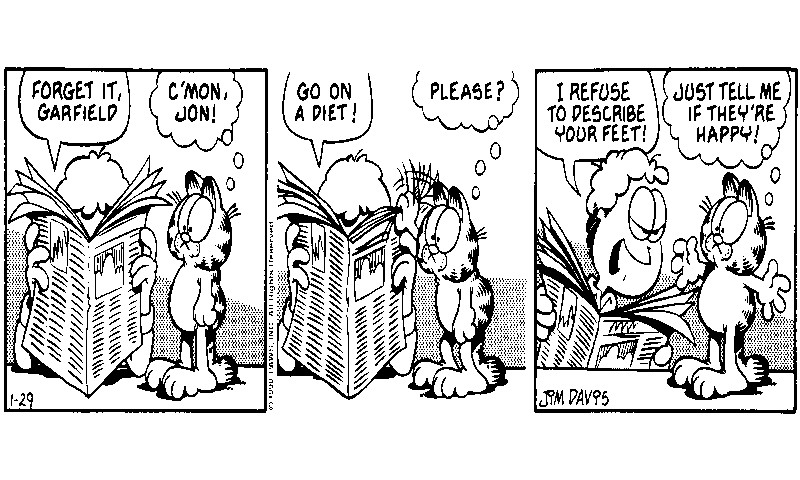 FORGET IT,
GARFIELD
C'MON,
JON!
1-29
GO ON
A DIET!
PLEASE?
I REFUSE
TO DESCRIBE
YOUR FEET!
JUST TELL ME
IF THEY'RE
HAPPY!
JIM DAVIS